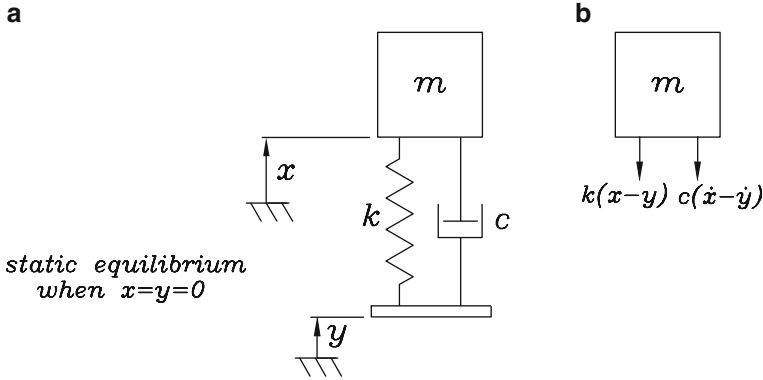 a
b
m
m
x
k(x−y) c(ẋ−ẏ)
k
c
static equilibrium
when x=y=0
y